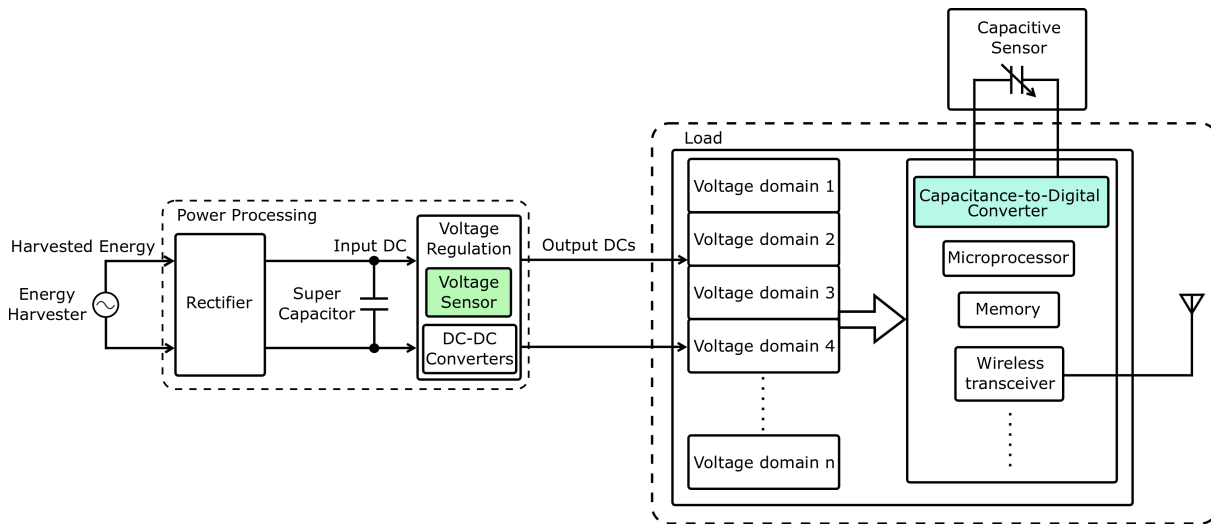 Capacitive
Sensor
Load
Voltage domain 1
Voltage domain 2
Voltage domain 3
Voltage domain 4
Voltage domain n
Capacitance-to-Digital
Converter
Microprocessor
Memory
Wireless
transceiver
Power Processing
Harvested Energy
Energy
Harvester
Rectifier
Input DC
Super
Capacitor
Voltage
Regulation
Voltage
Sensor
DC-DC
Converters
Output DCs